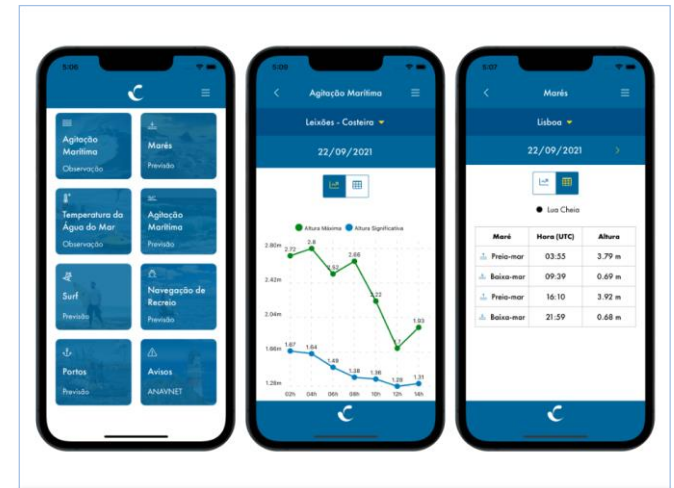 5:06
Agitação
Marítima
Observação
Marés
Previsão
Temperatura da
Água do Mar
Observação
Agitação
Marítima
Previsão
Surf
Previsão
Navegação de
Recreio
Previsão
Portos
Previsão
Avisos
ANAVNET
5:06
Agitação Marítima
Leixões - Costeira
22/09/2021
Altura Máxima Altura Significativa
2.80m
2.42m
2.04m
1.66m
1.28m
2.72 2.8 2.52 2.66 2.22 1.7 1.93
1.67 1.64 1.49 1.38 1.36 1.28 1.31
02h 04h 06h 08h 10h 12h 14h
5:07
Marés
Lisboa
22/09/2021
Lua Cheia
Maré Hora (UTC) Altura
Preia-mar 03:55 3.79 m
Baixa-mar 09:39 0.69 m
Preia-mar 16:10 3.92 m
Baixa-mar 21:59 0.68 m